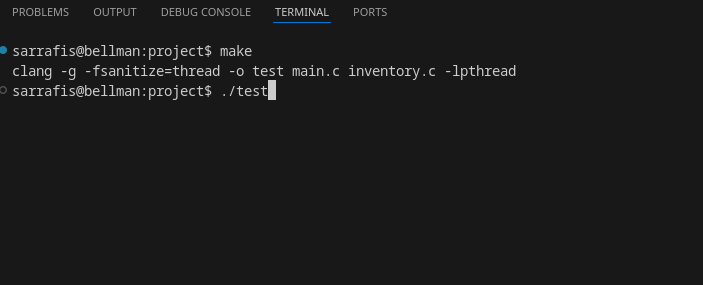 PROBLEMS OUTPUT DEBUG CONSOLE TERMINAL PORTS
sarrafis@bellman:project$ make
clang -g -fsanitize=thread -o test main.c inventory.c -lpthread
sarrafis@bellman:project$ ./test